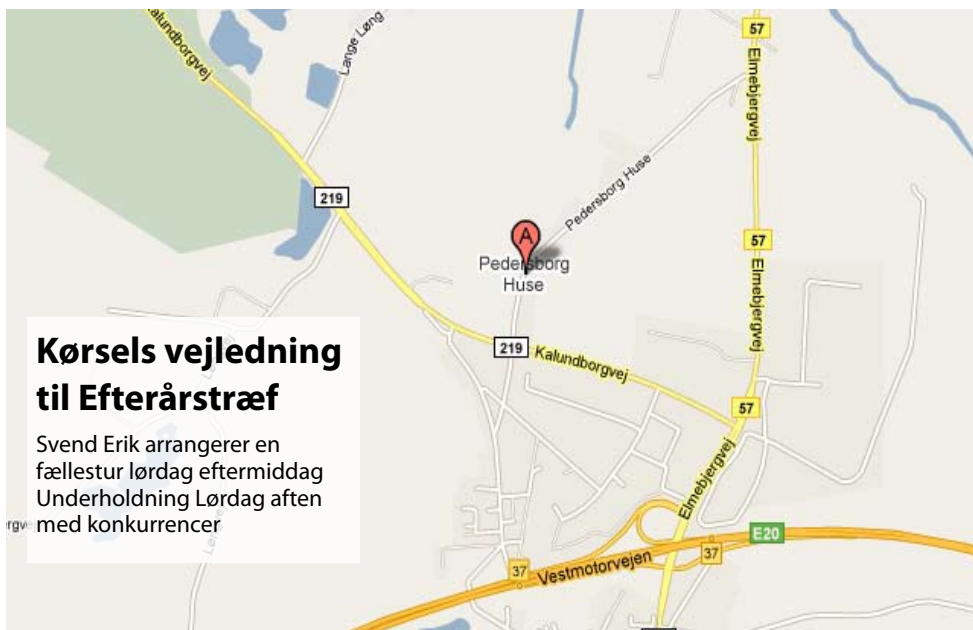 57
Kalundborgvej
Lange Løng
Elmebjergvej
219
Pedersborg Huse
A
57
Pedersborg
Huse
Elmebjergvej
Kørsels vejledning
til Efterårstræf
Svend Erik arrangerer en
fællestur lørdag eftermiddag
Underholdning Lørdag aften
med konkurrencer
219
Kalundborgvej
57
Elmebjergvej
E20
37
37
Vestmotorvejen